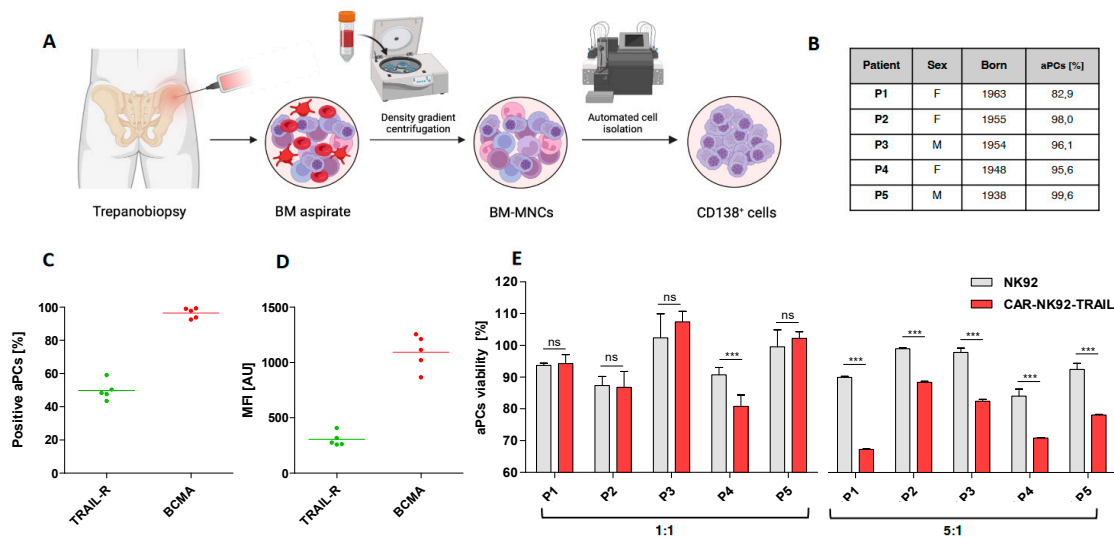 A
Density gradient
centrifugation
Automated cell
isolation
Trepanobiopsy
BM aspirate
BM-MNCs
CD138+ cells
B
Patient Sex Born aPCs [%]
P1 F 1963 82,9
P2 F 1955 98,0
P3 M 1954 96,1
P4 F 1948 95,6
P5 M 1938 99,6
C
Positive aPCs [%]
100
80
60
40
20
0
TRAIL-R
BCMA
D
MFI [AU]
1500
1000
500
0
TRAIL-R
BCMA
E
aPCs viability [%]
120
110
100
90
80
70
60
NK92
CAR-NK92-TRAIL
ns
ns
ns
***
ns
***
***
***
***
***
P1
P2
P3
P4
P5
1:1
P1
P2
P3
P4
P5
5:1